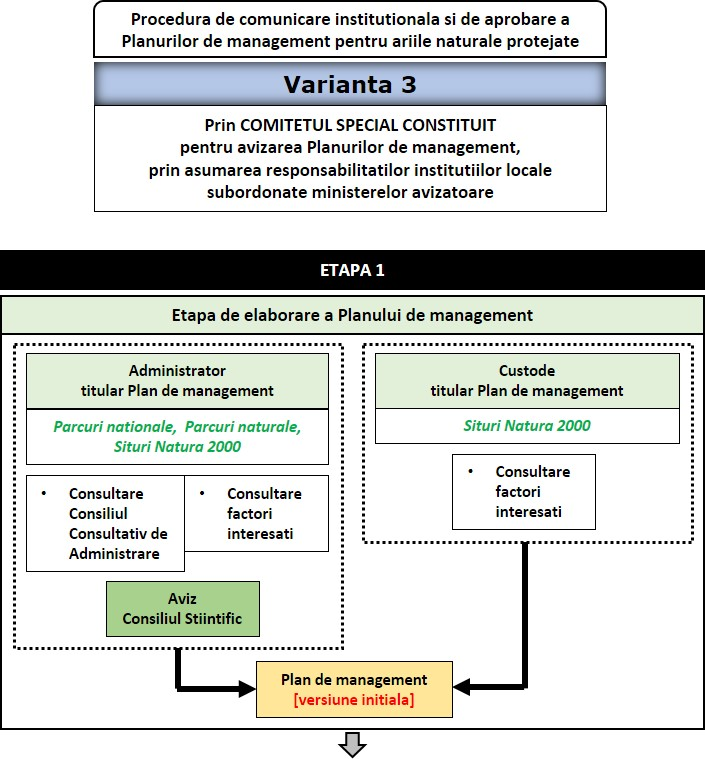 Procedura de comunicare institutionala si de aprobare a
Planurilor de management pentru ariile naturale protejate
Varianta 3
Prin COMITETUL SPECIAL CONSTITUIT
pentru avizarea Planurilor de management,
prin asumarea responsabilitatilor institutiilor locale
subordonate ministerelor avizatoare
ETAPA 1
Etapa de elaborare a Planului de management
Administrator
titular Plan de management
Parcuri nationale, Parcuri naturale,
Situri Natura 2000
• Consultare
Consiliul
Consultativ de
Administrare
• Consultare
factori
interesati
Aviz
Consiliul Stiintific
Custode
titular Plan de management
Situri Natura 2000
• Consultare
factori
interesati
Plan de management
[versiune initiala]